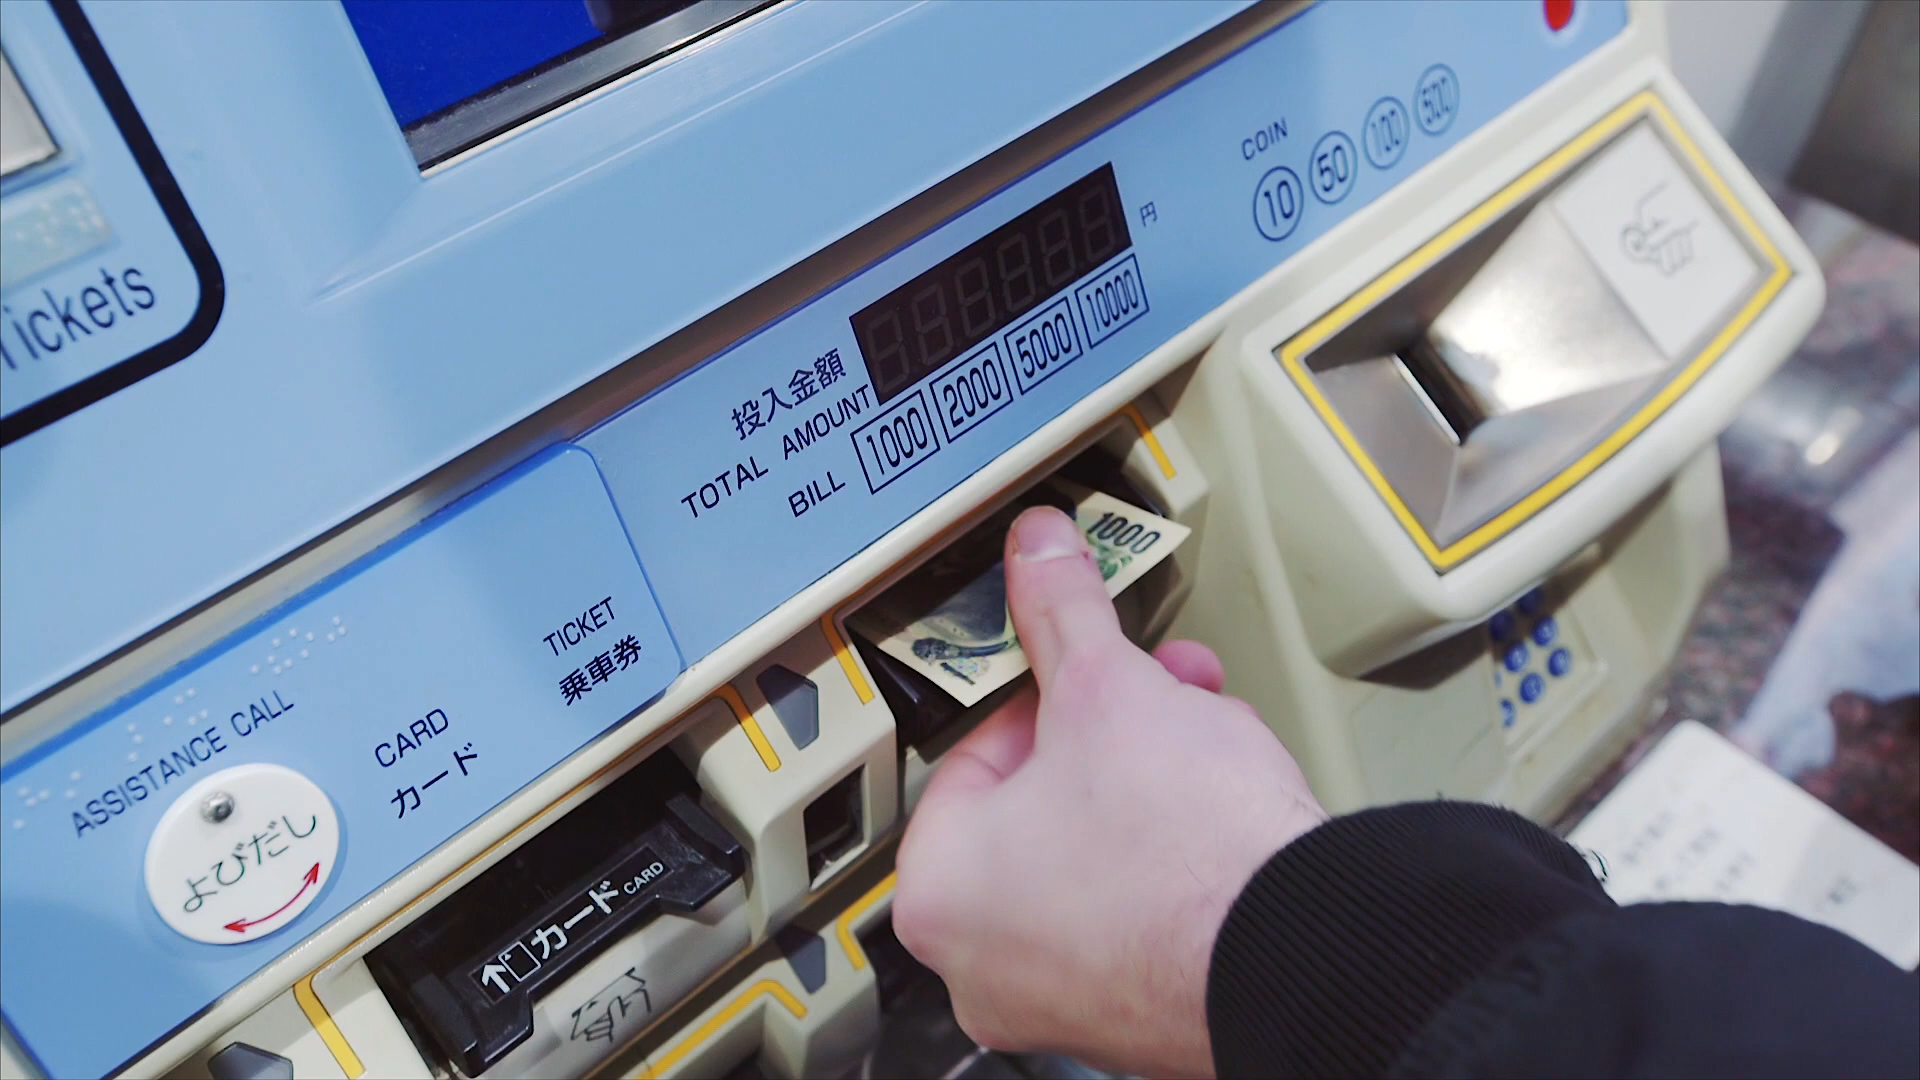 Tickets
COIN
10 50 100 500
円
投入金額
TOTAL AMOUNT
BILL 1000 2000 5000 10000
1000
TICKET
乗車券
CARD
カード
ASSISTANCE CALL
よびだし
カード CARD